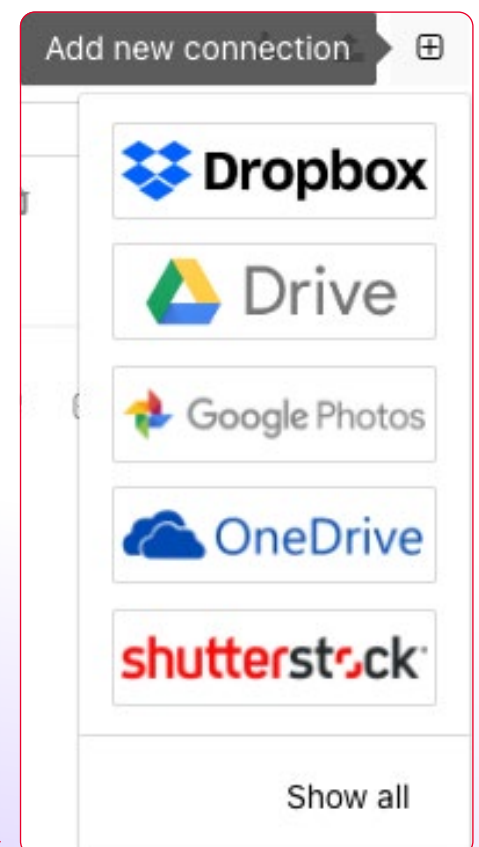 Add new connection
Dropbox
Drive
Google Photos
OneDrive
shutterstock
Show all